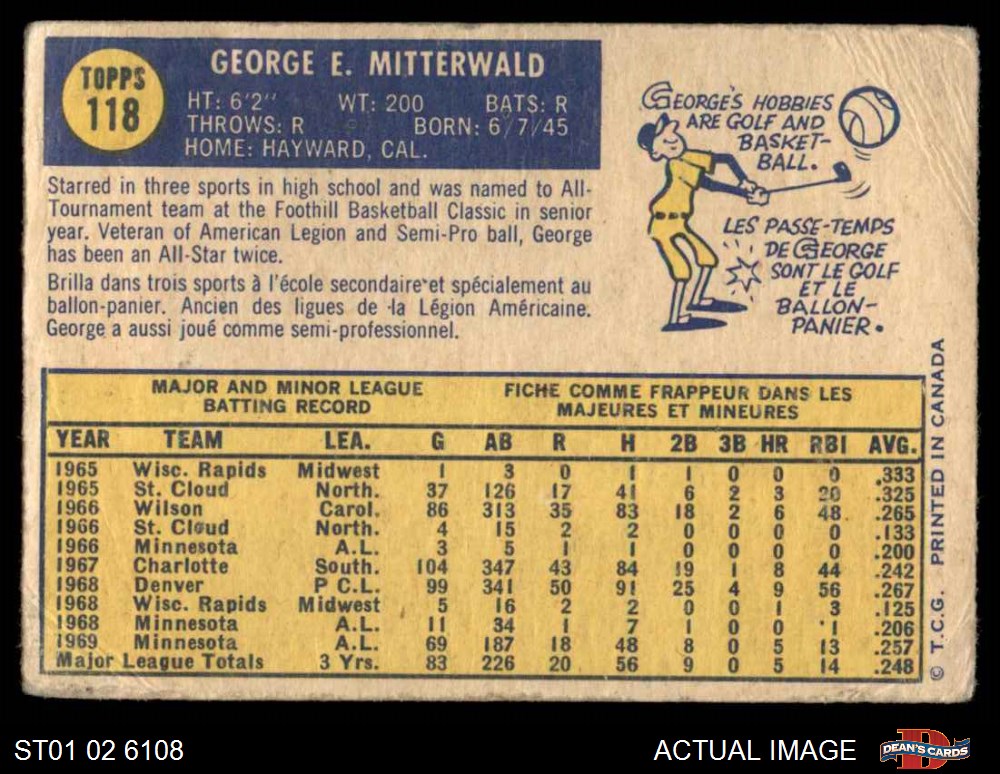 TOPPS
118
GEORGE E. MITTERWALD
HT: 6'2" WT: 200 BATS: R
THROWS: R BORN: 6/7/45
HOME: HAYWARD, CAL.
Starred in three sports in high school and was named to All-
Tournament team at the Foothill Basketball Classic in senior
year. Veteran of American Legion and Semi-Pro ball, George
has been an All-Star twice.
Brilla dans trois sports à l'école secondaire et spécialement au
ballon-panier. Ancien des ligues de la Légion Américaine.
George a aussi joué comme semi-professionnel.
GEORGE'S HOBBIES
ARE GOLF AND
BASKET-
BALL.
LES PASSE-TEMPS
DE GEORGE
SONT LE GOLF
ET LE
BALLON-
PANIER.
MAJOR AND MINOR LEAGUE
BATTING RECORD
FICHE COMME FRAPPEUR DANS LES
MAJEURES ET MINEURES
YEAR TEAM LEA. G AB R H 2B 3B HR RBI AVG.
1965 Wisc. Rapids Midwest 1 3 0 1 1 0 0 0 .333
1965 St. Cloud North. 37 126 17 41 6 2 3 20 .325
1966 Wilson Carol. 86 313 35 83 18 2 6 48 .265
1966 St. Cloud North. 4 15 2 2 0 0 0 0 .133
1966 Minnesota A.L. 3 5 1 1 0 0 0 0 .200
1967 Charlotte South. 104 347 43 84 19 1 8 44 .242
1968 Denver P C.L. 99 341 50 91 25 4 9 56 .267
1968 Wisc. Rapids Midwest 5 16 2 2 0 0 1 3 .125
1968 Minnesota A.L. 11 34 1 7 1 0 0 1 .206
1969 Minnesota A.L. 69 187 18 48 8 0 5 13 .257
Major League Totals 3 Yrs. 83 226 20 56 9 0 5 14 .248
© T.C.G. PRINTED IN CANADA
ST01 02 6108
ACTUAL IMAGE
DEAN'S CARDS